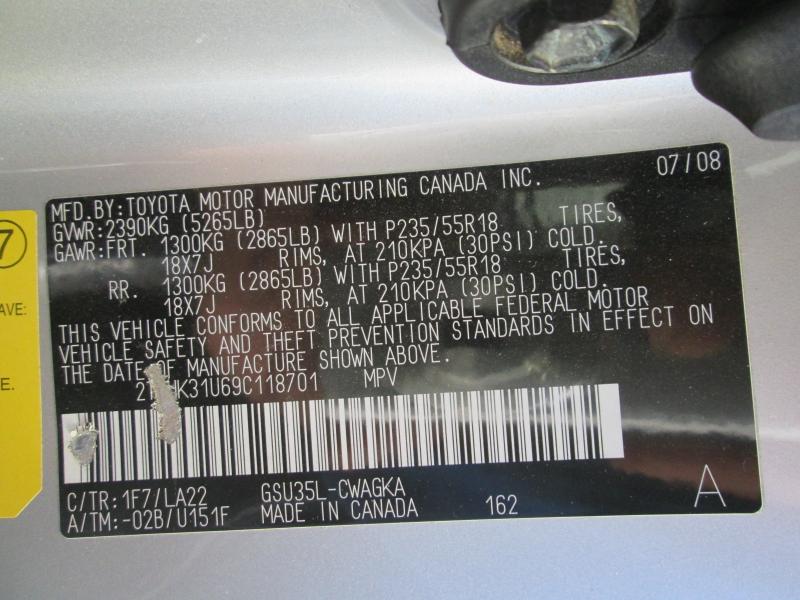 07/08
MFD.BY:TOYOTA MOTOR MANUFACTURING CANADA INC.
GVWR:2390KG (5265LB)
GAWR:FRT. 1300KG (2865LB) WITH P235/55R18 TIRES,
18X7J RIMS, AT 210KPA (30PSI) COLD.
RR. 1300KG (2865LB) WITH P235/55R18 TIRES,
18X7J RIMS, AT 210KPA (30PSI) COLD.
THIS VEHICLE CONFORMS TO ALL APPLICABLE FEDERAL MOTOR
VEHICLE SAFETY AND THEFT PREVENTION STANDARDS IN EFFECT ON
THE DATE OF MANUFACTURE SHOWN ABOVE.
MPV
C/TR:1F7/LA22 GSU35L-CWAGKA
A/TM:-02B/U151F MADE IN CANADA 162
A
7
AVE:
E.